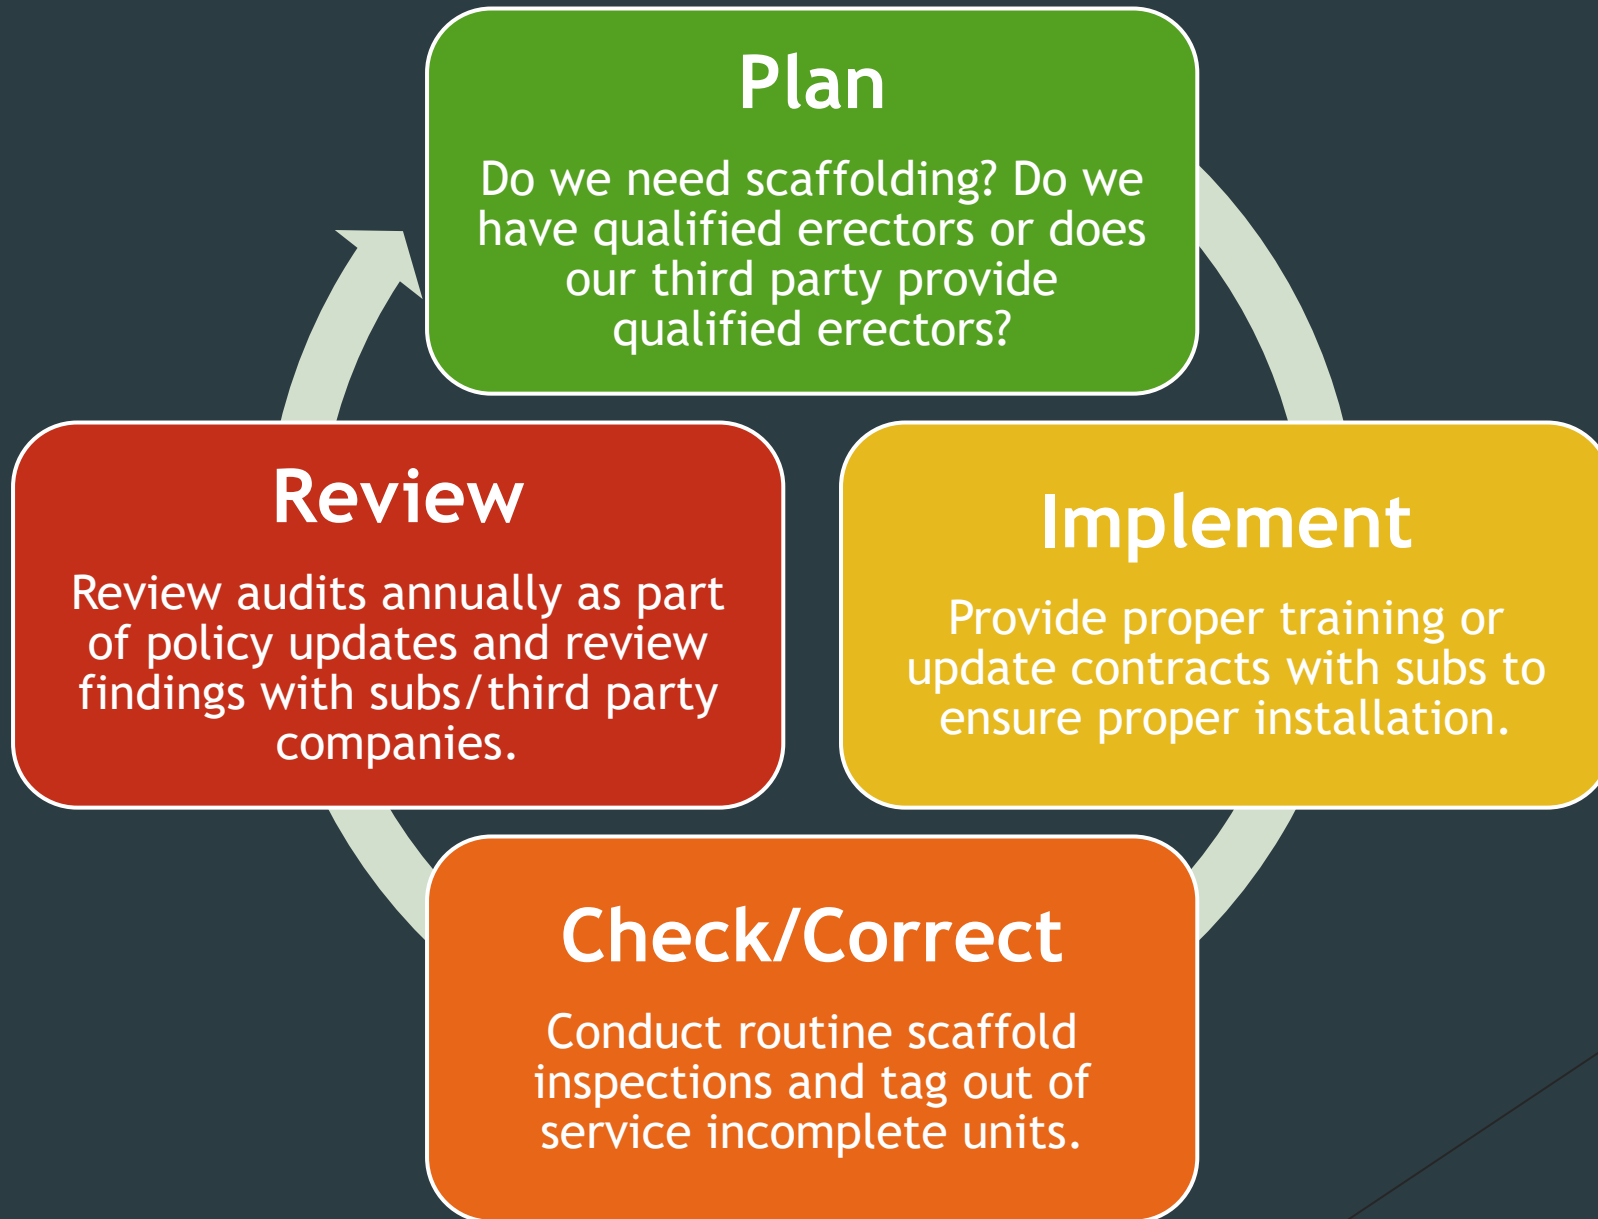 Plan
Do we need scaffolding? Do we
have qualified erectors or does
our third party provide
qualified erectors?
Implement
Provide proper training or
update contracts with subs to
ensure proper installation.
Check/Correct
Conduct routine scaffold
inspections and tag out of
service incomplete units.
Review
Review audits annually as part
of policy updates and review
findings with subs/third party
companies.